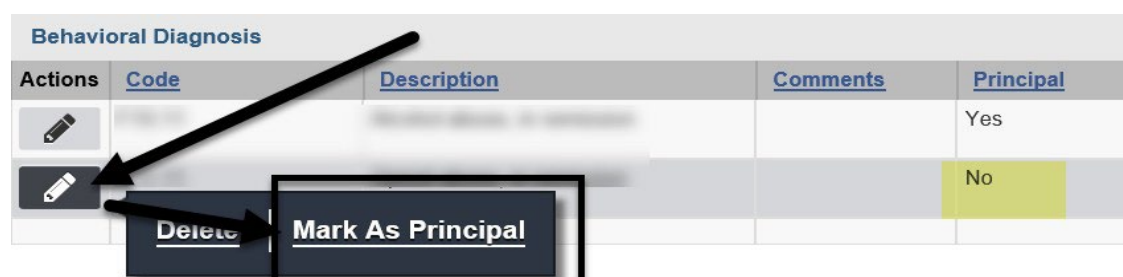 Behavioral Diagnosis
Actions Code Description Comments Principal
Yes
No
Delete Mark As Principal